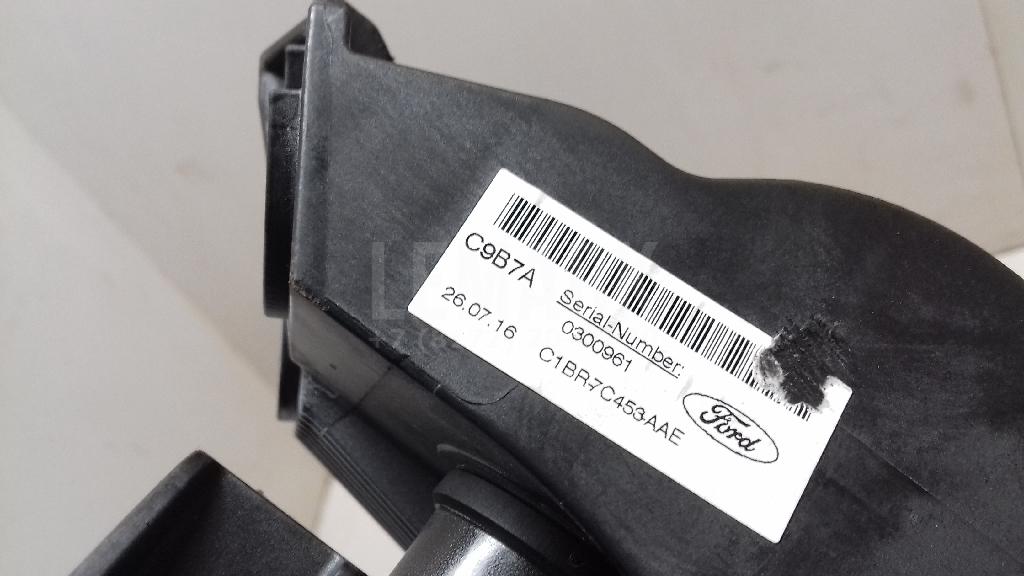 C9B7A
Serial-Number:
26.07.16
0300961
C1BR7C453AAE
Ford